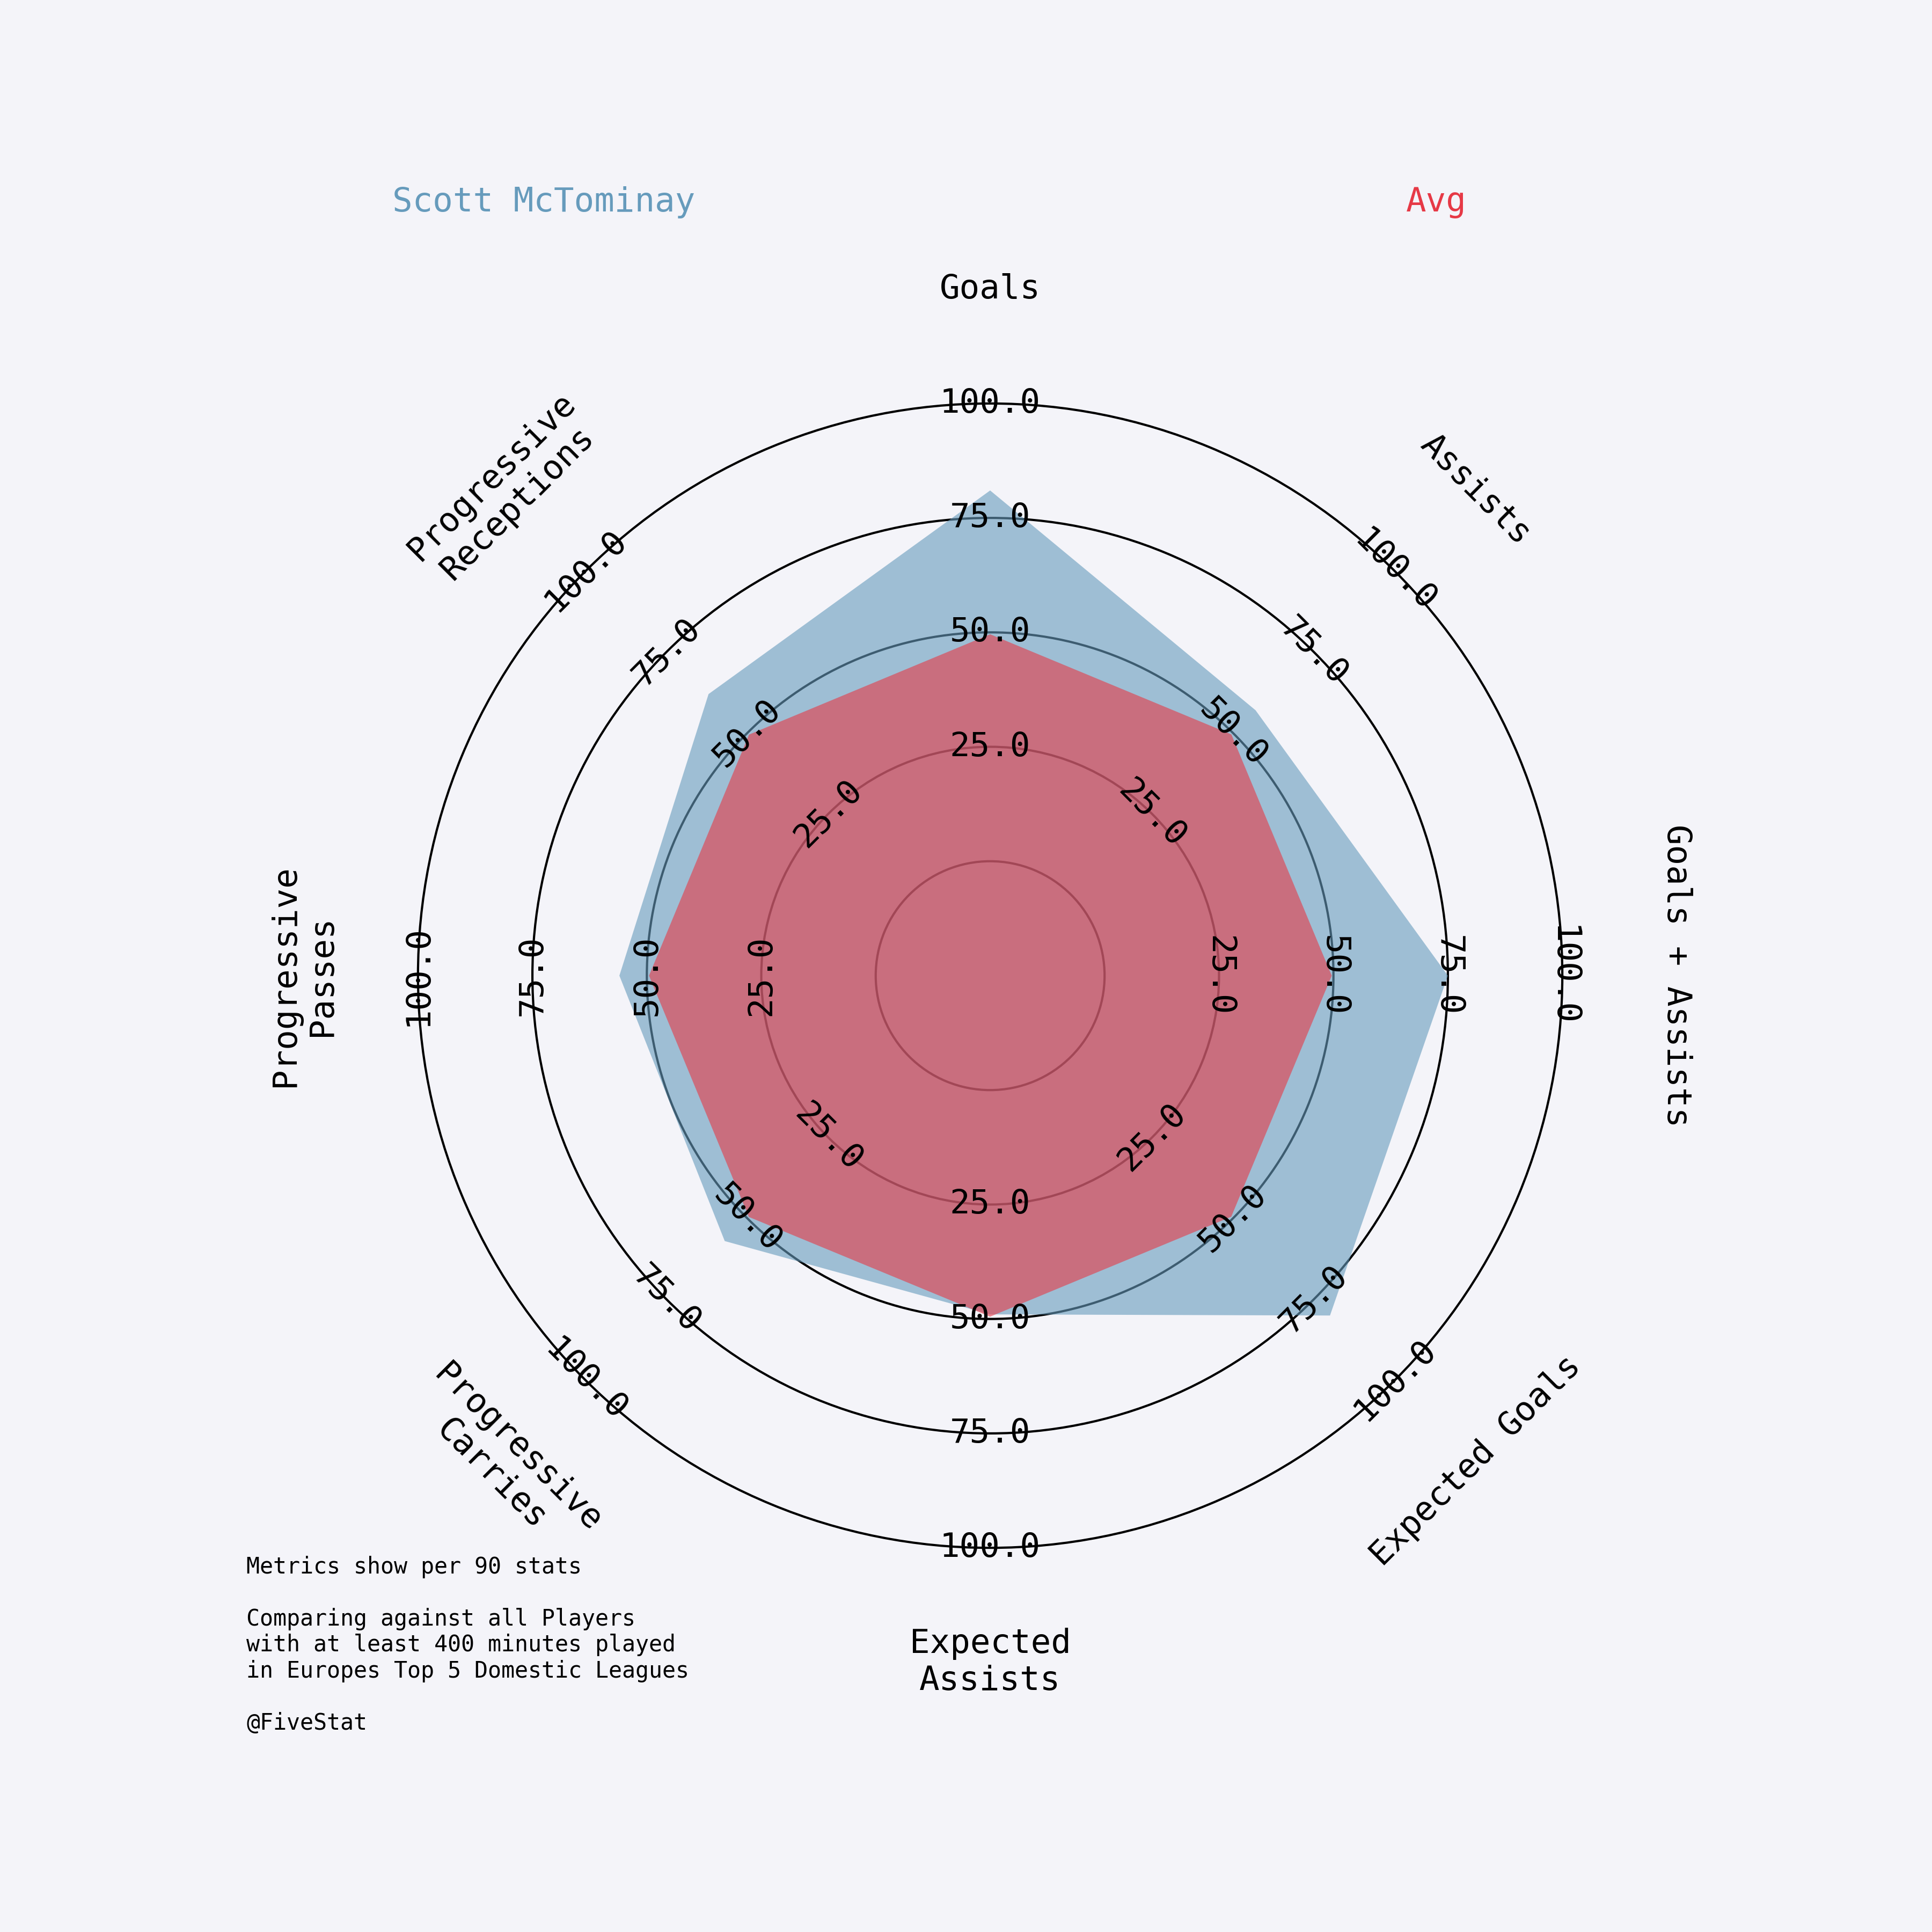 Scott McTominay
Avg
Goals
Assists
Goals + Assists
Expected Goals
Expected
Assists
Progressive
Carries
Progressive
Passes
Progressive
Receptions
25.0
50.0
75.0
100.0
25.0
50.0
75.0
100.0
25.0
50.0
75.0
100.0
25.0
50.0
75.0
100.0
25.0
50.0
75.0
100.0
25.0
50.0
75.0
100.0
25.0
50.0
75.0
100.0
25.0
50.0
75.0
100.0
Metrics show per 90 stats
Comparing against all Players
with at least 400 minutes played
in Europes Top 5 Domestic Leagues
@FiveStat